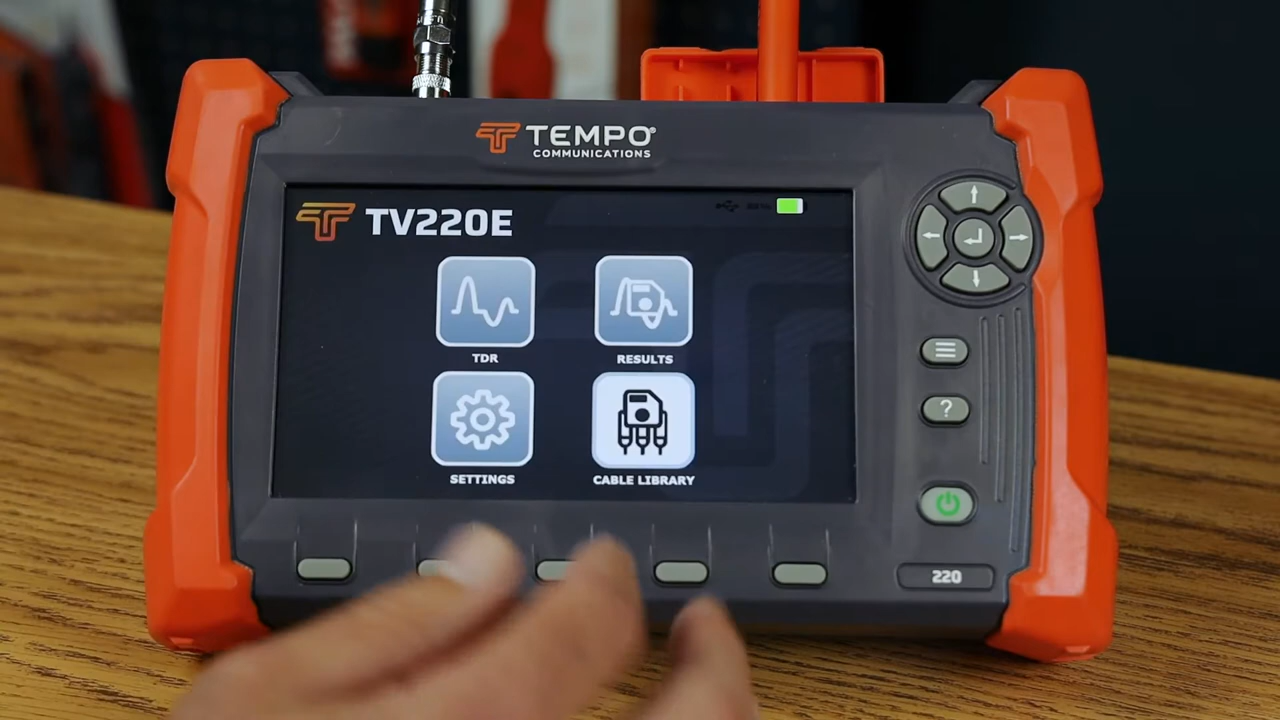 TEMPO®
COMMUNICATIONS
TV220E
TDR
RESULTS
SETTINGS
CABLE LIBRARY
?
220